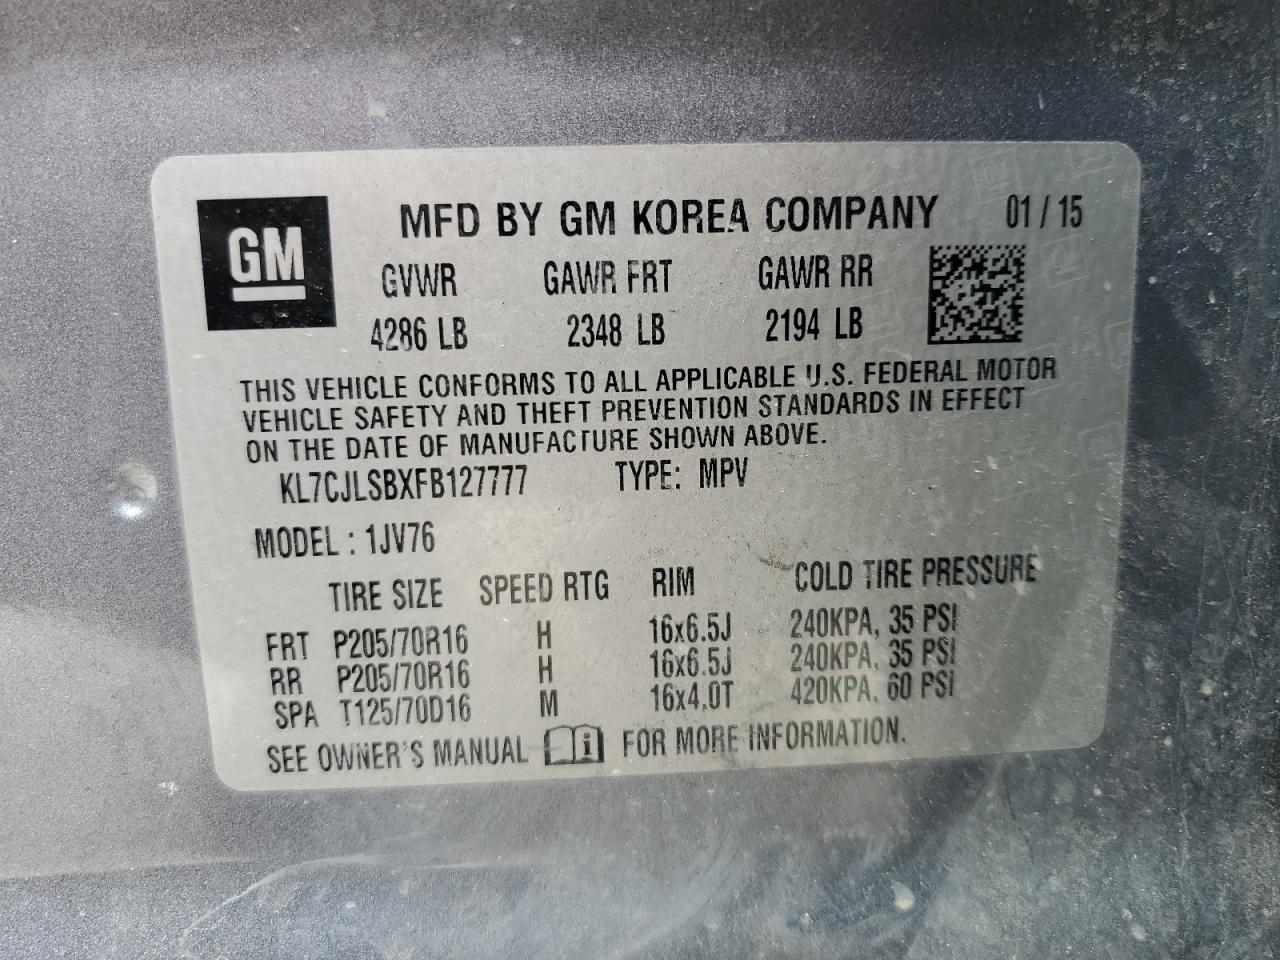 GM MFD BY GM KOREA COMPANY 01/15
GVWR GAWR FRT GAWR RR
4286 LB 2348 LB 2194 LB
THIS VEHICLE CONFORMS TO ALL APPLICABLE U.S. FEDERAL MOTOR
VEHICLE SAFETY AND THEFT PREVENTION STANDARDS IN EFFECT
ON THE DATE OF MANUFACTURE SHOWN ABOVE.
KL7CJLSBXFB127777 TYPE: MPV
MODEL : 1JV76
TIRE SIZE SPEED RTG RIM COLD TIRE PRESSURE
FRT P205/70R16 H 16x6.5J 240KPA, 35 PSI
RR P205/70R16 H 16x6.5J 240KPA, 35 PSI
SPA T125/70D16 M 16x4.0T 420KPA, 60 PSI
SEE OWNER'S MANUAL i FOR MORE INFORMATION.